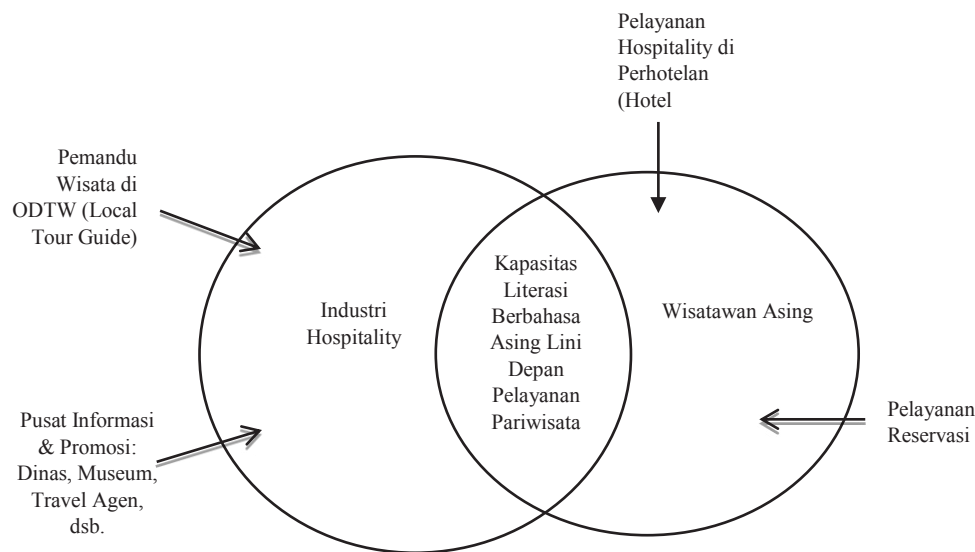 Pelayanan
Hospitality di
Perhotelan
(Hotel
Pemandu
Wisata di
ODTW (Local
Tour Guide)
Industri
Hospitality
Kapasitas
Literasi
Berbahasa
Asing Lini
Depan
Pelayanan
Pariwisata
Wisatawan Asing
Pusat Informasi
& Promosi:
Dinas, Museum,
Travel Agen,
dsb.
Pelayanan
Reservasi